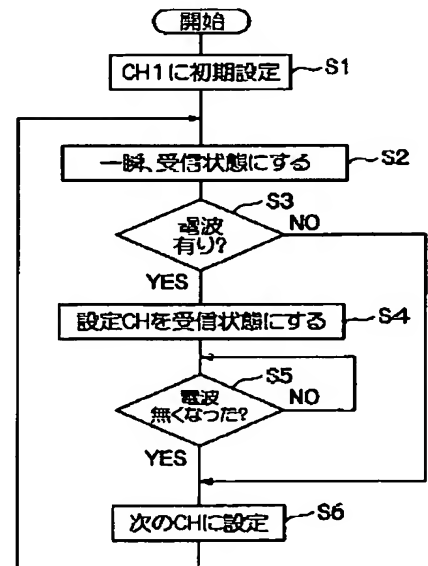 開始
CH1に初期設定
S1
一瞬、受信状態にする
S2
S3
電波
有り?
NO
YES
設定CHを受信状態にする
S4
S5
電波
無くなった?
NO
YES
次のCHに設定
S6